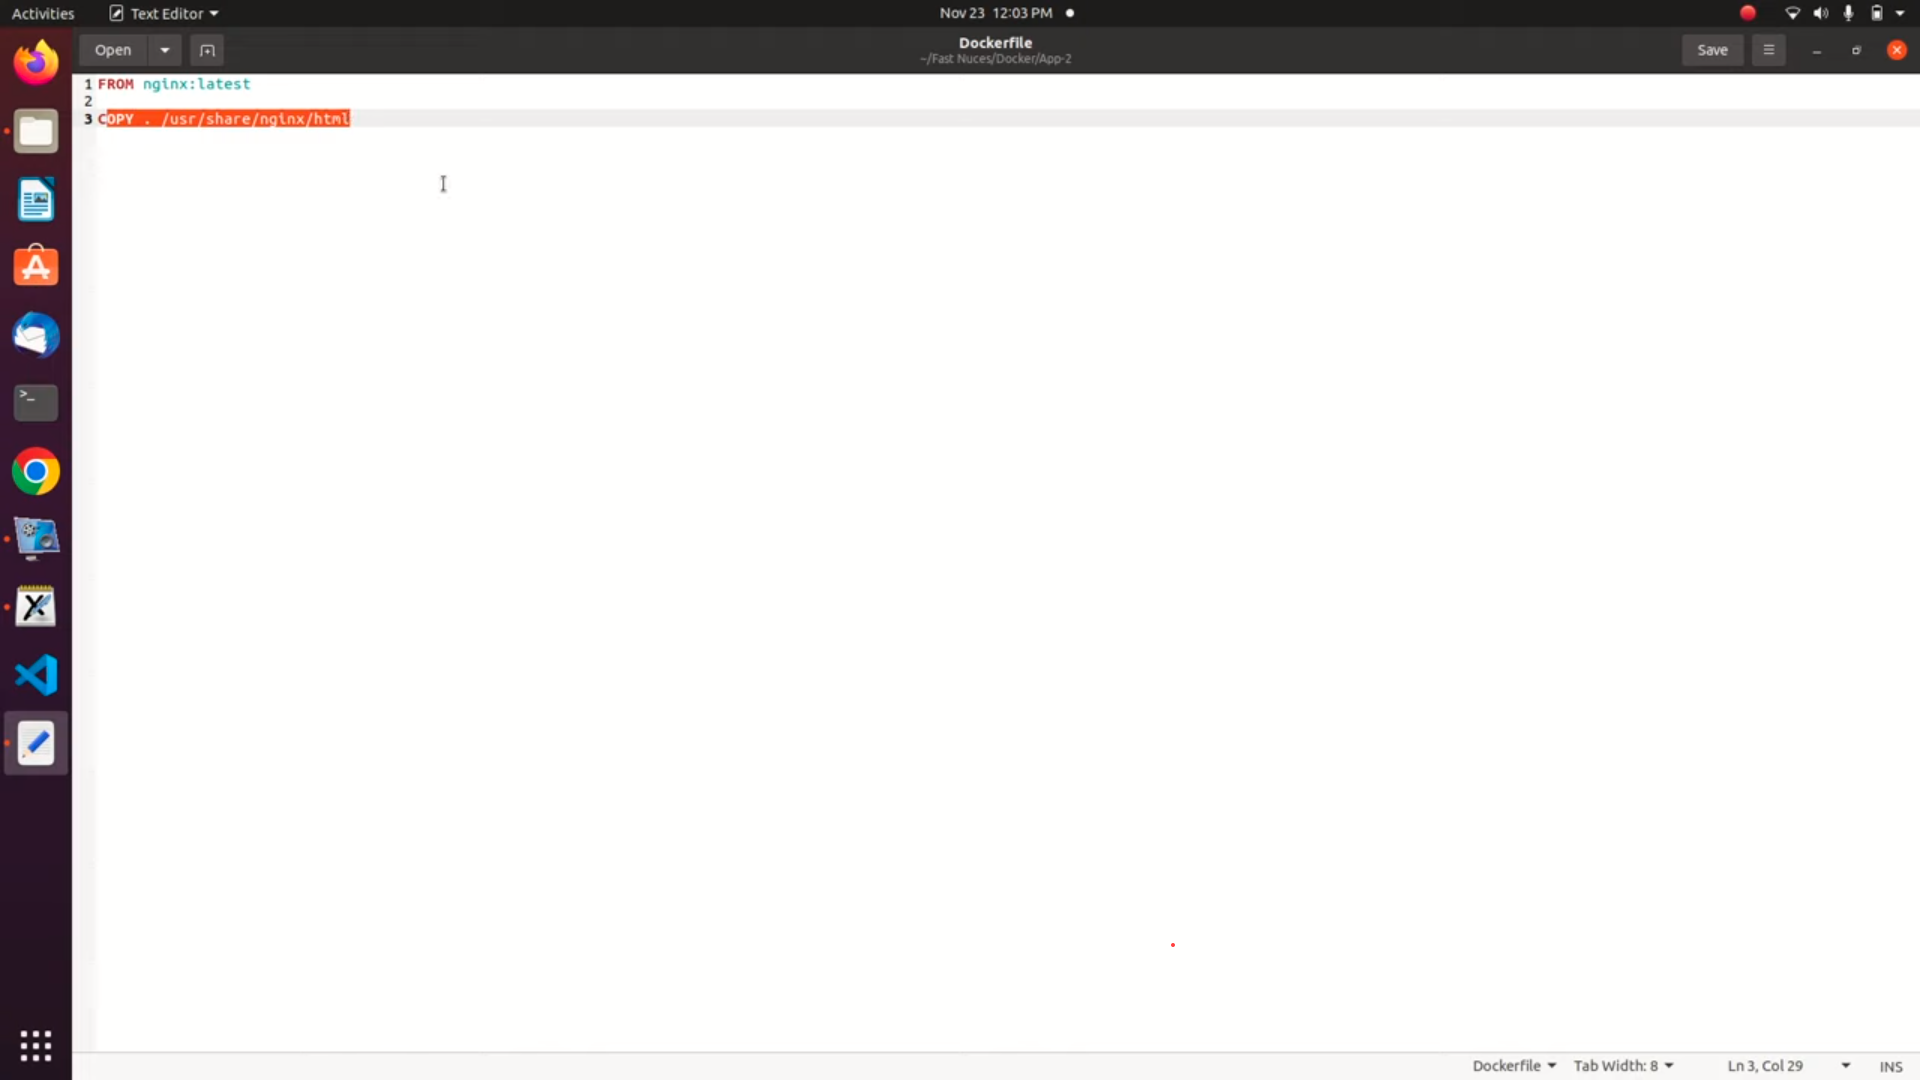 Activities Text Editor Nov 23 12:03 PM
Open Dockerfile Save
~/Fast Nuces/Docker/App-2
1 FROM nginx:latest
2
3 COPY . /usr/share/nginx/html
Dockerfile Tab Width: 8 Ln 3, Col 29 INS